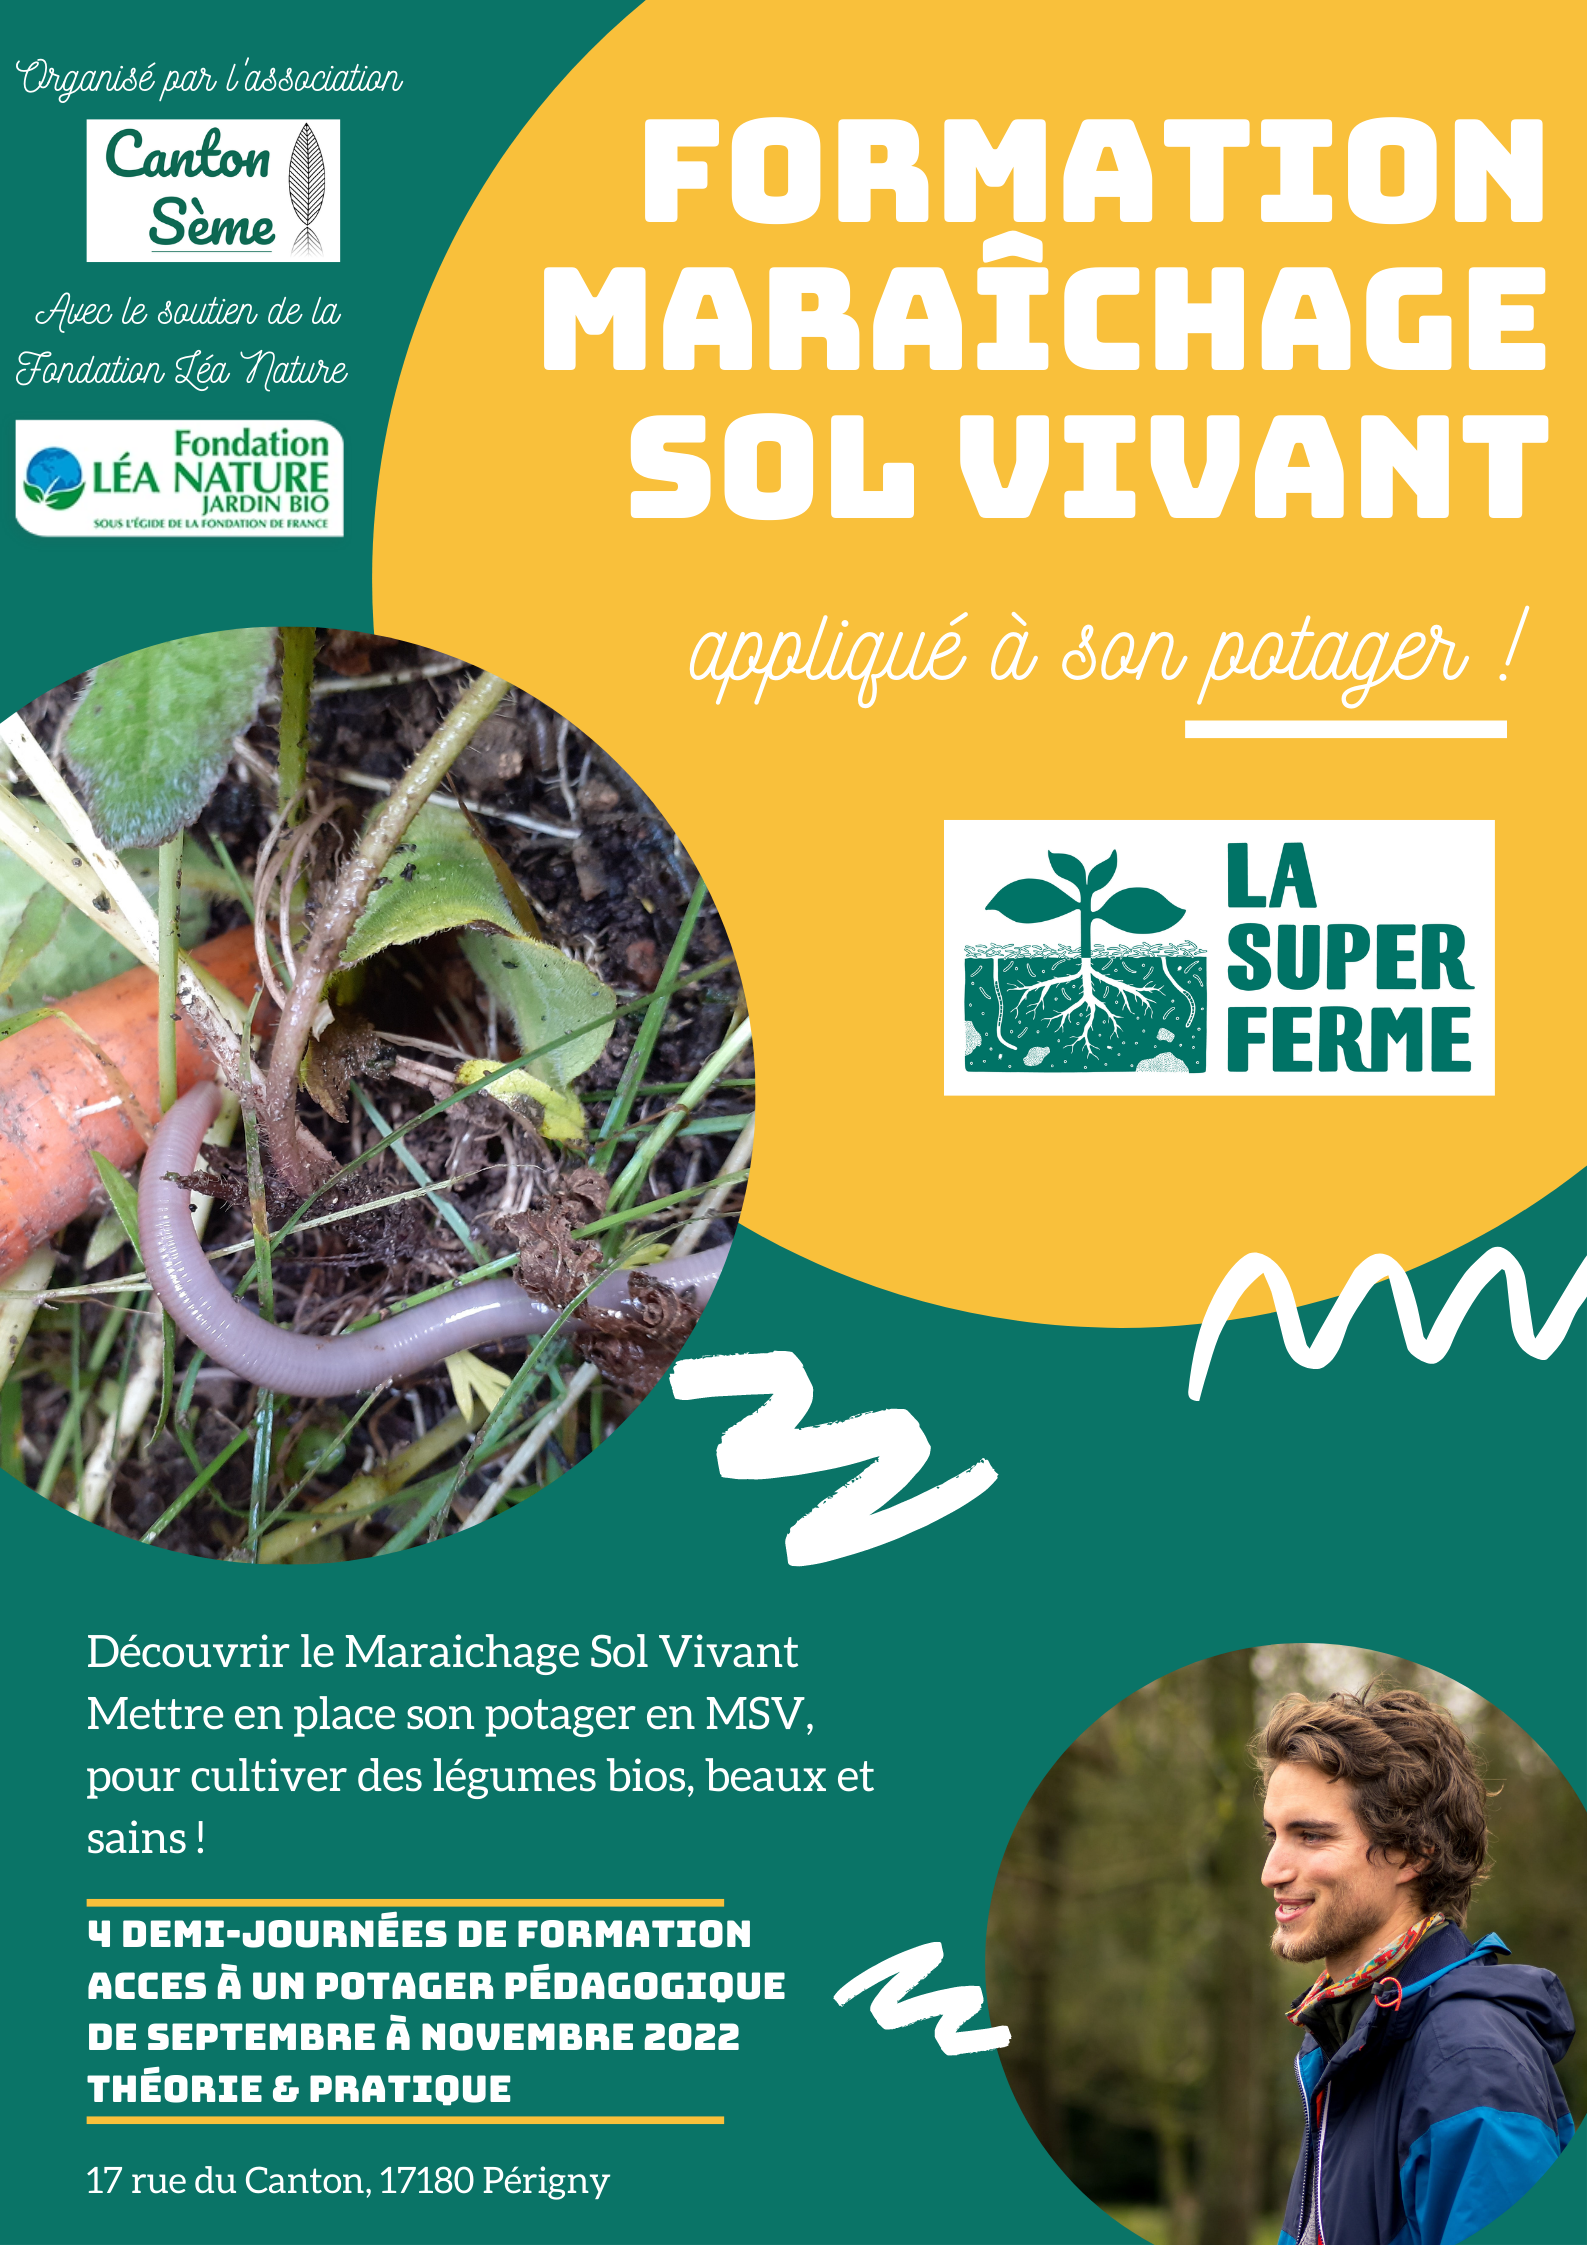 Organisé par l'association
Canton
Sème
Avec le soutien de la
Fondation Léa Nature
Fondation
LÉA NATURE
JARDIN BIO
SOUS L'ÉGIDE DE LA FONDATION DE FRANCE
FORMATION
MARAÎCHAGE
SOL VIVANT
appliqué à son potager !
LA
SUPER
FERME
Découvrir le Maraichage Sol Vivant
Mettre en place son potager en MSV,
pour cultiver des légumes bios, beaux et
sains !
4 DEMI-JOURNÉES DE FORMATION
ACCES À UN POTAGER PÉDAGOGIQUE
DE SEPTEMBRE À NOVEMBRE 2022
THÉORIE & PRATIQUE
17 rue du Canton, 17180 Périgny